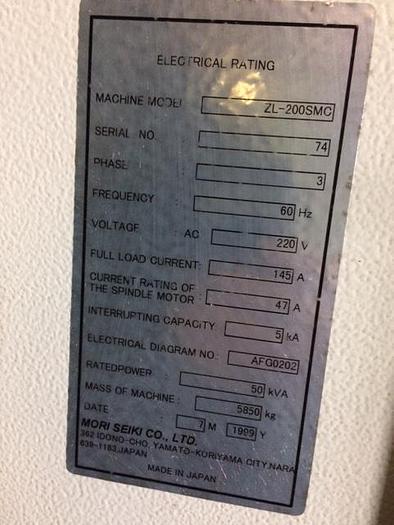 ELECTRICAL RATING
MACHINE MODEL ZL-200SMC
SERIAL NO. 74
PHASE 3
FREQUENCY 60 Hz
VOLTAGE AC 220 V
FULL LOAD CURRENT: 145 A
CURRENT RATING OF
THE SPINDLE MOTOR : 47 A
INTERRUPTING CAPACITY 5 kA
ELECTRICAL DIAGRAM NO.: AFG0202
RATEDPOWER 50 kVA
MASS OF MACHINE: 5850 kg
DATE 7 M 1999 Y
MORI SEIKI CO., LTD.
362 IDONO-CHO, YAMATO-KORIYAMA CITY, NARA
639-1183, JAPAN
MADE IN JAPAN